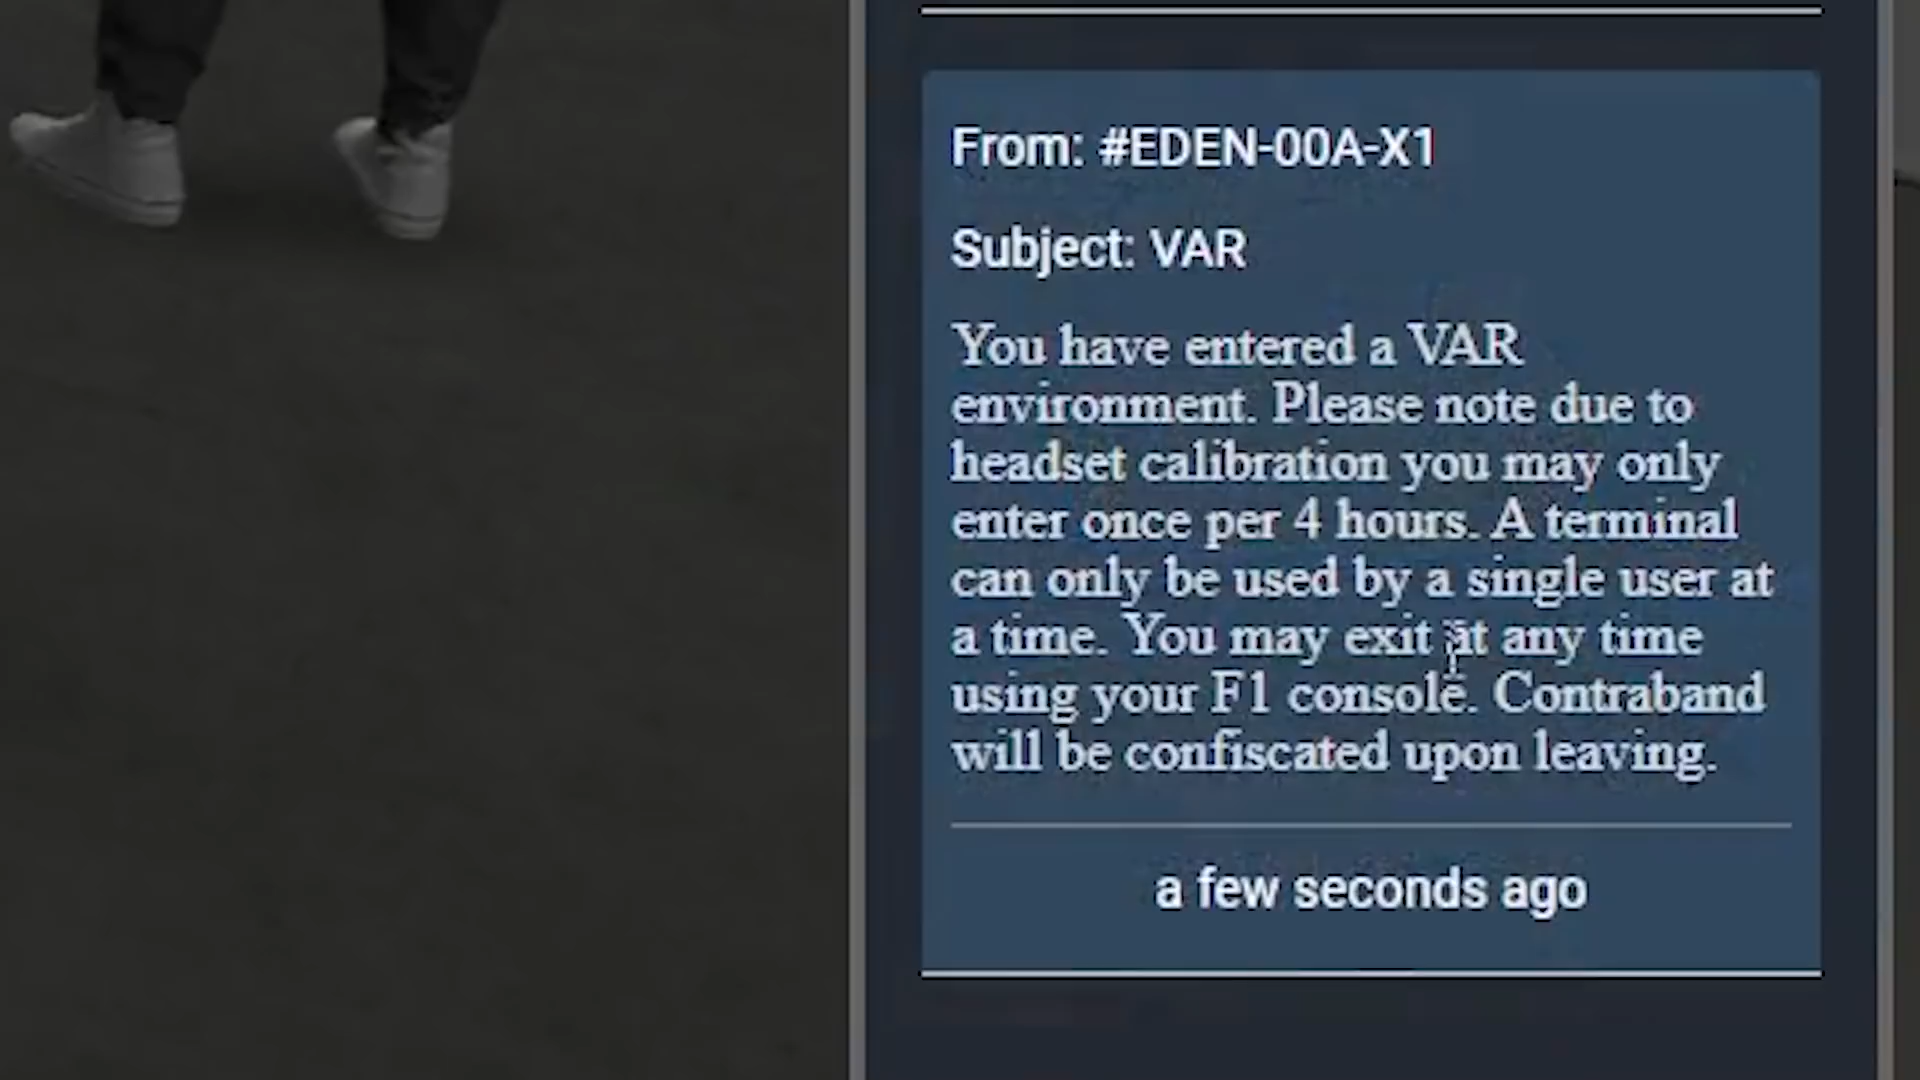 From: #EDEN-00A-X1
Subject: VAR
You have entered a VAR
environment. Please note due to
headset calibration you may only
enter once per 4 hours. A terminal
can only be used by a single user at
a time. You may exit at any time
using your F1 console. Contraband
will be confiscated upon leaving.
a few seconds ago